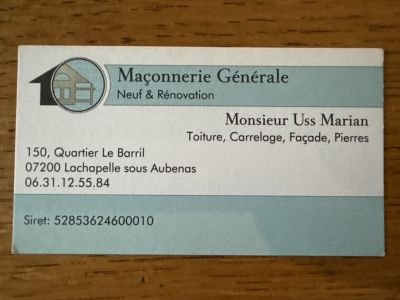 Maçonnerie Générale
Neuf & Rénovation
Monsieur Uss Marian
Toiture, Carrelage, Façade, Pierres
150, Quartier Le Barril
07200 Lachapelle sous Aubenas
06.31.12.55.84
Siret: 52853624600010